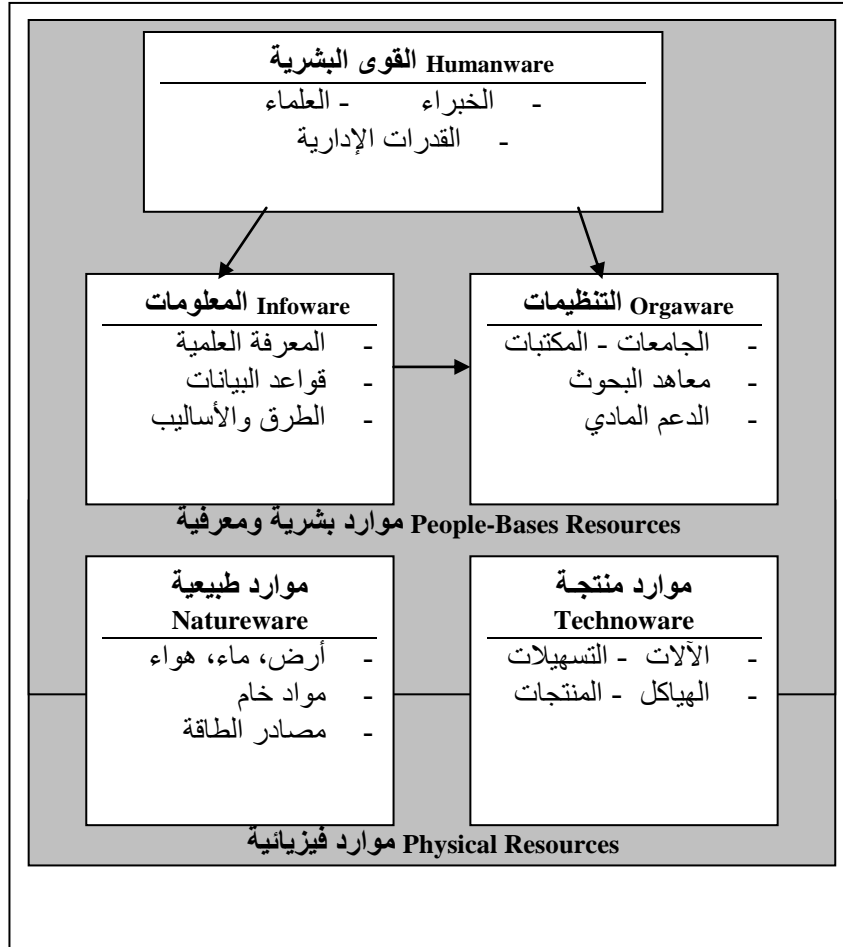 القوى البشرية Humanware
- الخبراء - العلماء
- القدرات الإدارية
المعلومات Infoware
- المعرفة العلمية
- قواعد البيانات
- الطرق والأساليب
التنظيمات Orgaware
- الجامعات - المكتبات
- معاهد البحوث
- الدعم المادي
موارد بشرية ومعرفية People-Bases Resources
موارد طبيعية
Natureware
- أرض، ماء، هواء
- مواد خام
- مصادر الطاقة
موارد منتجـة
Technoware
- الآلات - التسهيلات
- الهياكل - المنتجات
موارد فيزيائية Physical Resources